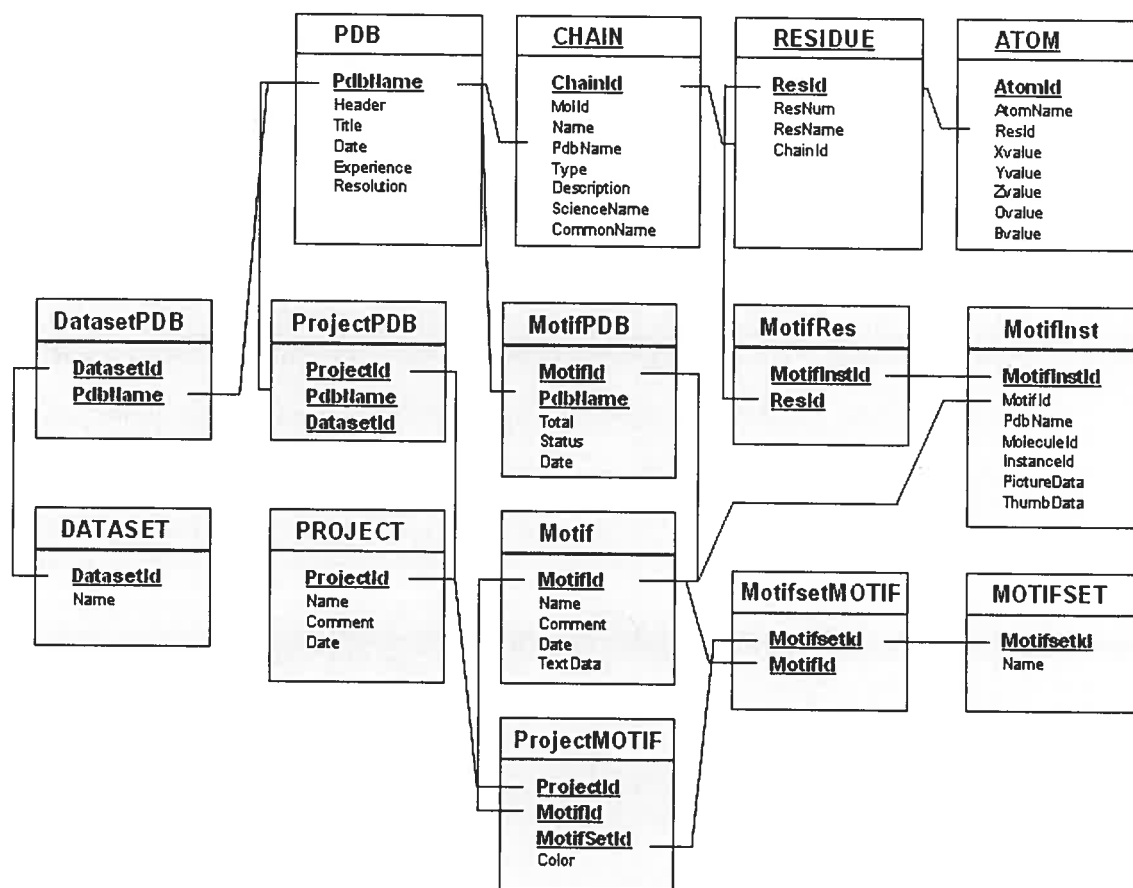 PDB
PdbName
Header
Title
Date
Experience
Resolution
CHAIN
ChainId
MolId
Name
PdbName
Type
Description
ScienceName
CommonName
RESIDUE
ResId
ResNum
ResName
ChainId
ATOM
AtomId
AtomName
ResId
Xvalue
Yvalue
Zvalue
Ovalue
Bvalue
DatasetPDB
DatasetId
PdbName
ProjectPDB
ProjectId
PdbName
DatasetId
MotifPDB
MotifId
PdbName
Total
Status
Date
MotifRes
MotifInstId
ResId
MotifInst
MotifInstId
MotifId
PdbName
MoleculeId
InstanceId
PictureData
ThumbData
DATASET
DatasetId
Name
PROJECT
ProjectId
Name
Comment
Date
Motif
MotifId
Name
Comment
Date
TextData
MotifsetMOTIF
MotifsetId
MotifId
MOTIFSET
MotifsetId
Name
ProjectMOTIF
ProjectId
MotifId
MotifSetId
Color